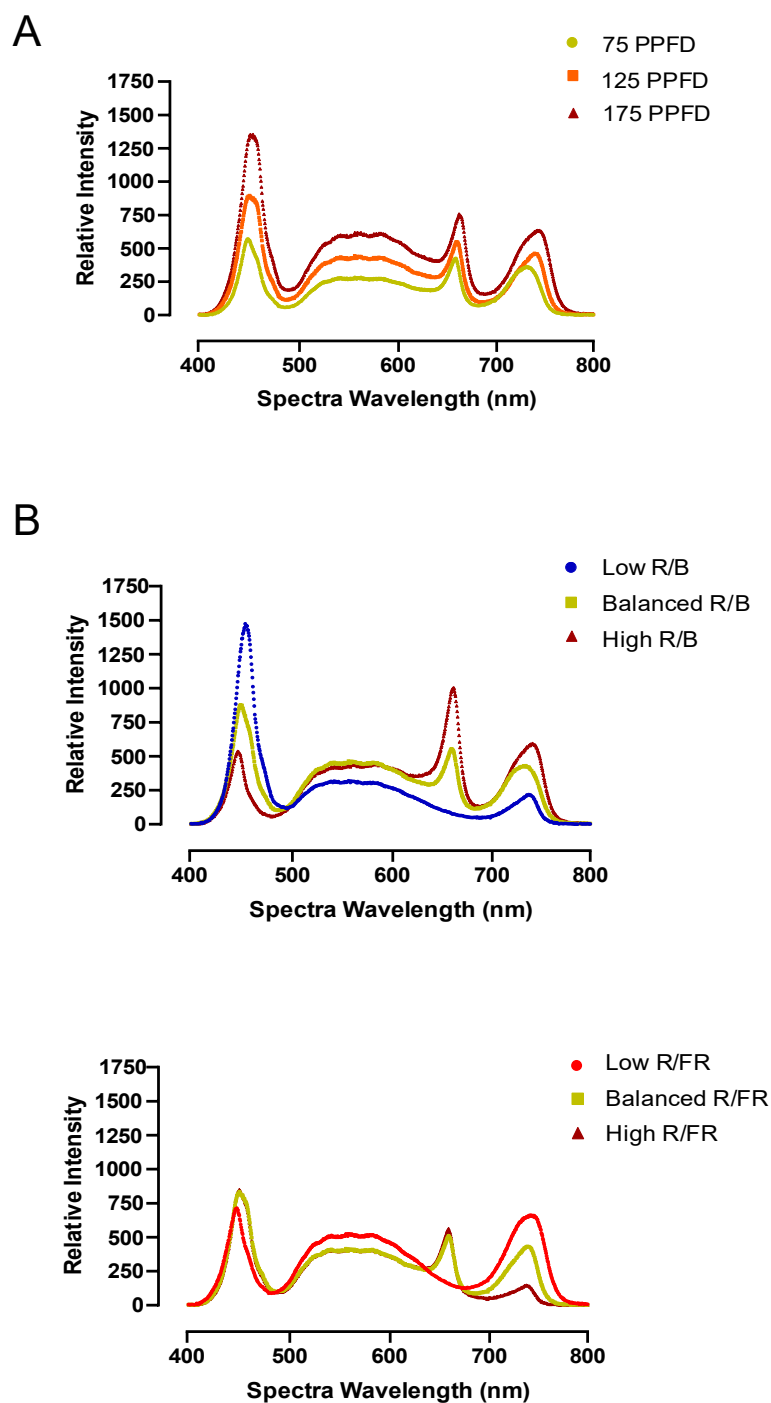 A
75 PPFD
125 PPFD
175 PPFD
1750
1500
1250
1000
750
500
250
0
Relative Intensity
400 500 600 700 800
Spectra Wavelength (nm)
B
Low R/B
Balanced R/B
High R/B
1750
1500
1250
1000
750
500
250
0
Relative Intensity
400 500 600 700 800
Spectra Wavelength (nm)
Low R/FR
Balanced R/FR
High R/FR
1750
1500
1250
1000
750
500
250
0
Relative Intensity
400 500 600 700 800
Spectra Wavelength (nm)